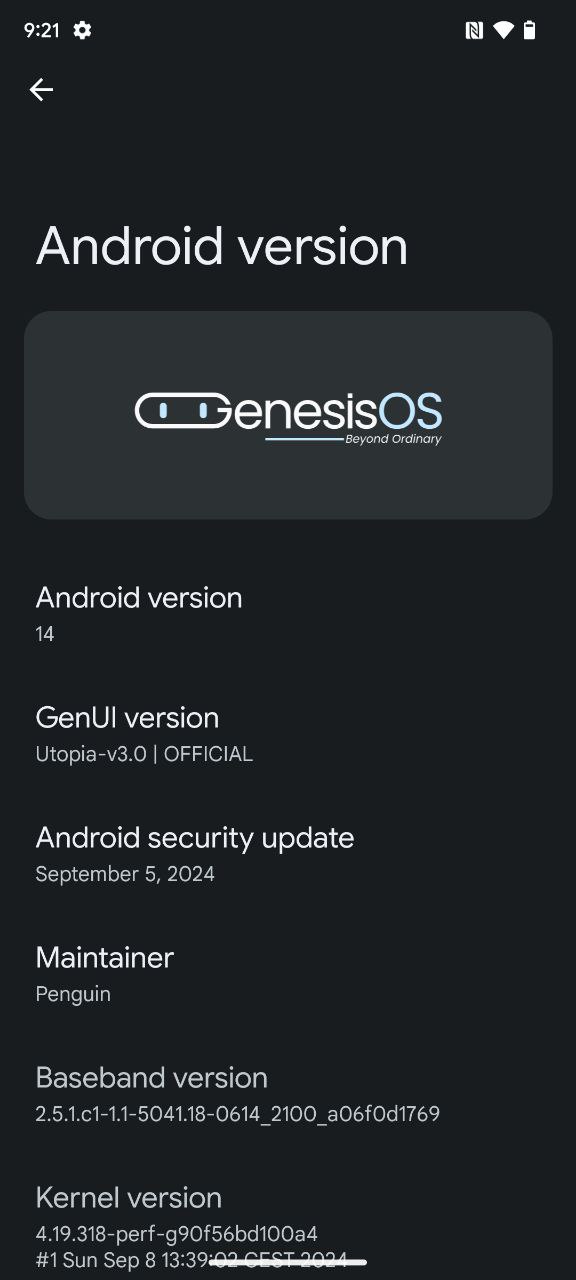 9:21
Android version
GenesisOS
Beyond Ordinary
Android version
14
GenUI version
Utopia-v3.0 | OFFICIAL
Android security update
September 5, 2024
Maintainer
Penguin
Baseband version
2.5.1.c1-1.1-5041.18-0614_2100_a06f0d1769
Kernel version
4.19.318-perf-g90f56bd100a4
#1 Sun Sep 8 13:39:02 CEST 2024